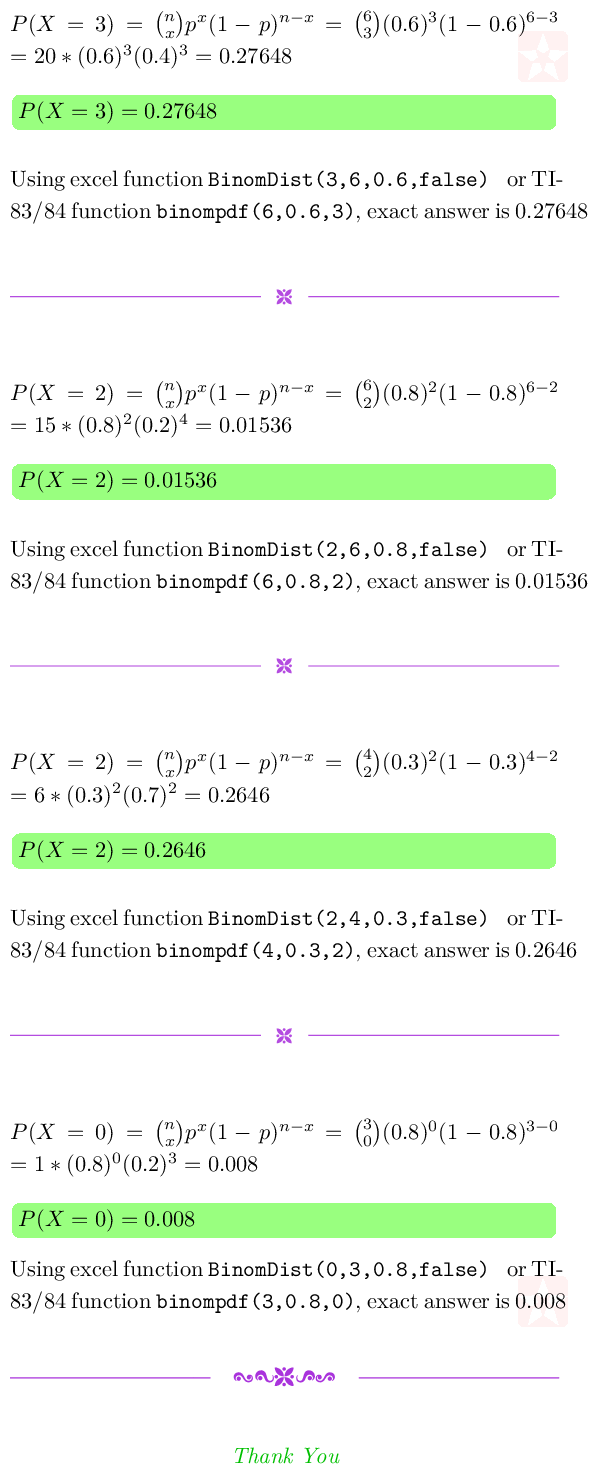 P(X = 3) = (n x) p^x (1 − p)^{n−x} = (6 3) (0.6)^3 (1 − 0.6)^{6−3}
= 20 ∗ (0.6)^3 (0.4)^3 = 0.27648
P(X = 3) = 0.27648
Using excel function BinomDist(3,6,0.6,false) or TI-
83/84 function binompdf(6,0.6,3), exact answer is 0.27648
P(X = 2) = (n x) p^x (1 − p)^{n−x} = (6 2) (0.8)^2 (1 − 0.8)^{6−2}
= 15 ∗ (0.8)^2 (0.2)^4 = 0.01536
P(X = 2) = 0.01536
Using excel function BinomDist(2,6,0.8,false) or TI-
83/84 function binompdf(6,0.8,2), exact answer is 0.01536
P(X = 2) = (n x) p^x (1 − p)^{n−x} = (4 2) (0.3)^2 (1 − 0.3)^{4−2}
= 6 ∗ (0.3)^2 (0.7)^2 = 0.2646
P(X = 2) = 0.2646
Using excel function BinomDist(2,4,0.3,false) or TI-
83/84 function binompdf(4,0.3,2), exact answer is 0.2646
P(X = 0) = (n x) p^x (1 − p)^{n−x} = (3 0) (0.8)^0 (1 − 0.8)^{3−0}
= 1 ∗ (0.8)^0 (0.2)^3 = 0.008
P(X = 0) = 0.008
Using excel function BinomDist(0,3,0.8,false) or TI-
83/84 function binompdf(3,0.8,0), exact answer is 0.008
Thank You